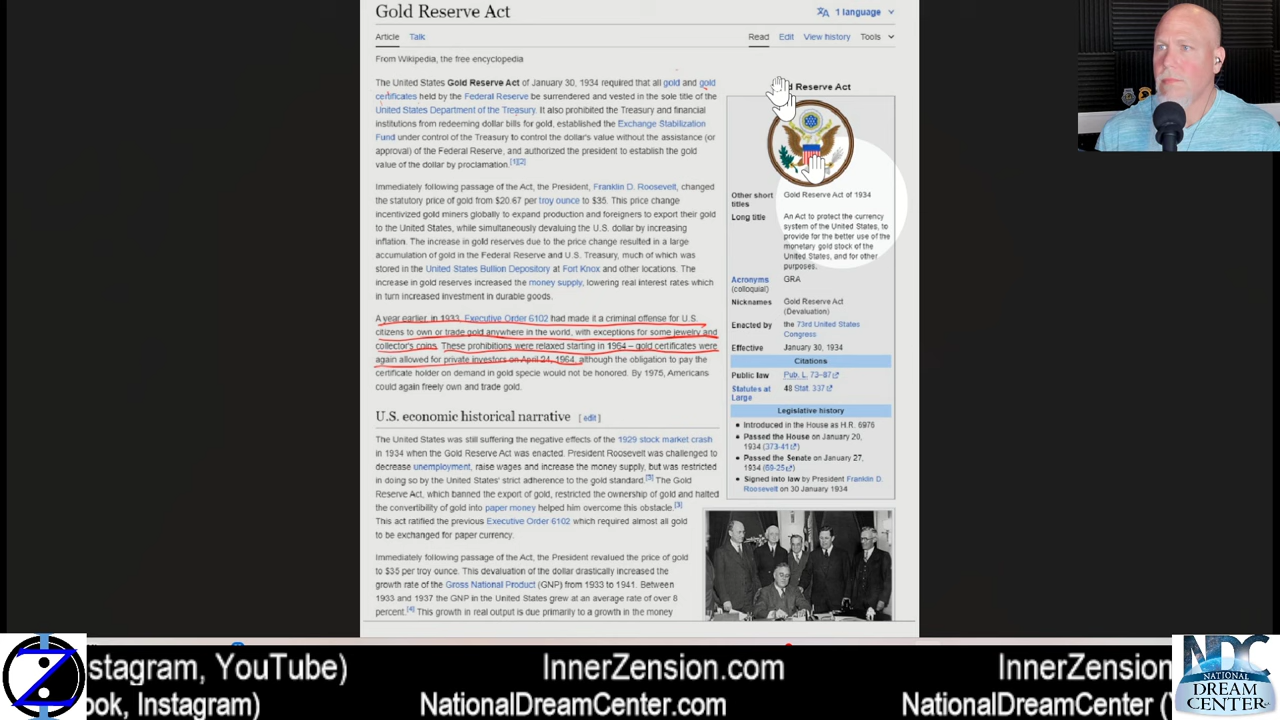 Gold Reserve Act
1 language
Article Talk
Read Edit View history Tools
From Wikipedia, the free encyclopedia
The United States Gold Reserve Act of January 30, 1934 required that all gold and gold
certificates held by the Federal Reserve be surrendered and vested in the sole title of the
United States Department of the Treasury. It also prohibited the Treasury and financial
institutions from redeeming dollar bills for gold, established the Exchange Stabilization
Fund under control of the Treasury to control the dollar's value without the assistance (or
approval) of the Federal Reserve, and authorized the president to establish the gold
value of the dollar by proclamation.[1][2]
Immediately following passage of the Act, the President, Franklin D. Roosevelt, changed
the statutory price of gold from $20.67 per troy ounce to $35. This price change
incentivized gold miners globally to expand production and foreigners to export their gold
to the United States, while simultaneously devaluing the U.S. dollar by increasing
inflation. The increase in gold reserves due to the price change resulted in a large
accumulation of gold in the Federal Reserve and U.S. Treasury, much of which was
stored in the United States Bullion Depository at Fort Knox and other locations. The
increase in gold reserves increased the money supply, lowering real interest rates which
in turn increased investment in durable goods.
A year earlier, in 1933, Executive Order 6102 had made it a criminal offense for U.S.
citizens to own or trade gold anywhere in the world, with exceptions for some jewelry and
collector's coins. These prohibitions were relaxed starting in 1964 – gold certificates were
again allowed for private investors on April 24, 1964, although the obligation to pay the
certificate holder on demand in gold specie would not be honored. By 1975, Americans
could again freely own and trade gold.
U.S. economic historical narrative [ edit ]
The United States was still suffering the negative effects of the 1929 stock market crash
in 1934 when the Gold Reserve Act was enacted. President Roosevelt was challenged to
decrease unemployment, raise wages and increase the money supply, but was restricted
in doing so by the United States' strict adherence to the gold standard.[3] The Gold
Reserve Act, which banned the export of gold, restricted the ownership of gold and halted
the convertibility of gold into paper money helped him overcome this obstacle.[3]
This act ratified the previous Executive Order 6102 which required almost all gold
to be exchanged for paper currency.
Immediately following passage of the Act, the President revalued the price of gold
to $35 per troy ounce. This devaluation of the dollar drastically increased the
growth rate of the Gross National Product (GNP) from 1933 to 1941. Between
1933 and 1937 the GNP in the United States grew at an average rate of over 8
percent.[4] This growth in real output is due primarily to a growth in the money
d Reserve Act
Other short titles
Gold Reserve Act of 1934
Long title
An Act to protect the currency
system of the United States, to
provide for the better use of the
monetary gold stock of the
United States, and for other
purposes.
Acronyms (colloquial)
GRA
Nicknames
Gold Reserve Act
(Devaluation)
Enacted by
the 73rd United States
Congress
Effective
January 30, 1934
Citations
Public law
Pub. L. 73–87
Statutes at Large
48 Stat. 337
Legislative history
• Introduced in the House as H.R. 6976
• Passed the House on January 20,
1934 (373-41)
• Passed the Senate on January 27,
1934 (69-25)
• Signed into law by President Franklin D.
Roosevelt on 30 January 1934
stagram, YouTube) InnerZension.com InnerZension
ook, Instagram) NationalDreamCenter.com NationalDreamCenter (
Z
NDC
NATIONAL
DREAM
CENTER